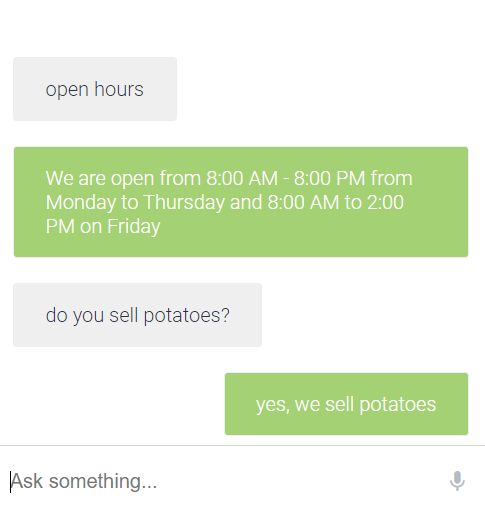 open hours
We are open from 8:00 AM - 8:00 PM from
Monday to Thursday and 8:00 AM to 2:00
PM on Friday
do you sell potatoes?
yes, we sell potatoes
Ask something...